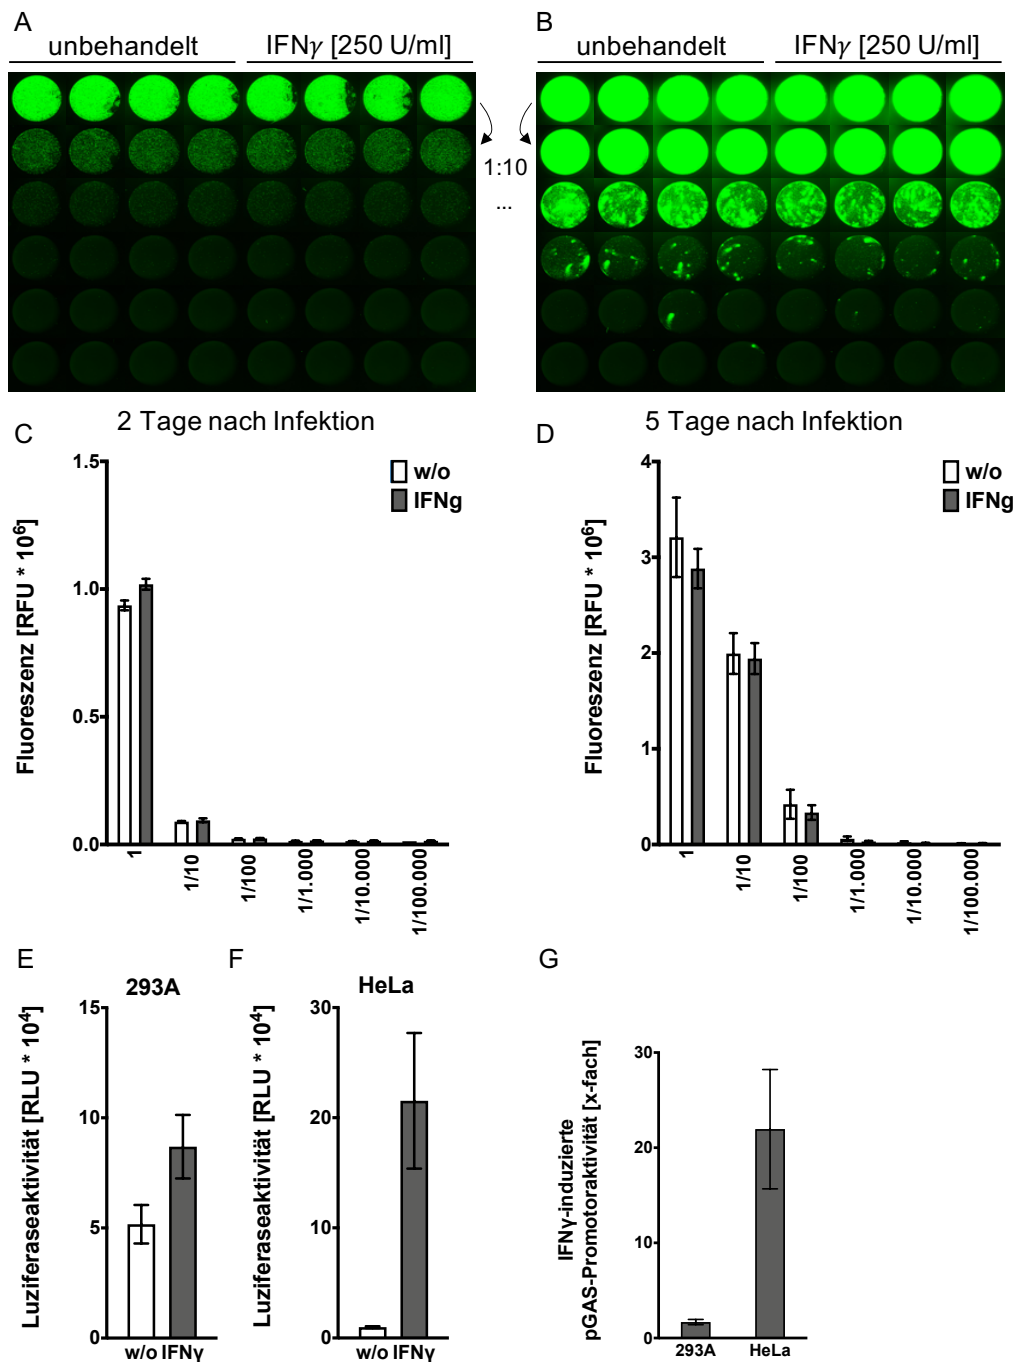 A
unbehandelt
IFNγ [250 U/ml]
B
unbehandelt
IFNγ [250 U/ml]
1:10
...
2 Tage nach Infektion
5 Tage nach Infektion
C
Fluoreszenz [RFU * 10⁶]
1.5
1.0
0.5
0.0
w/o
IFNg
1
1/10
1/100
1/1.000
1/10.000
1/100.000
D
Fluoreszenz [RFU * 10⁶]
4
3
2
1
0
w/o
IFNg
1
1/10
1/100
1/1.000
1/10.000
1/100.000
E
293A
Luziferaseaktivität [RLU * 10⁴]
15
10
5
0
w/o IFNγ
F
HeLa
Luziferaseaktivität [RLU * 10⁴]
30
20
10
0
w/o IFNγ
G
IFNγ-induzierte
pGAS-Promotoraktivität [x-fach]
30
20
10
0
293A
HeLa